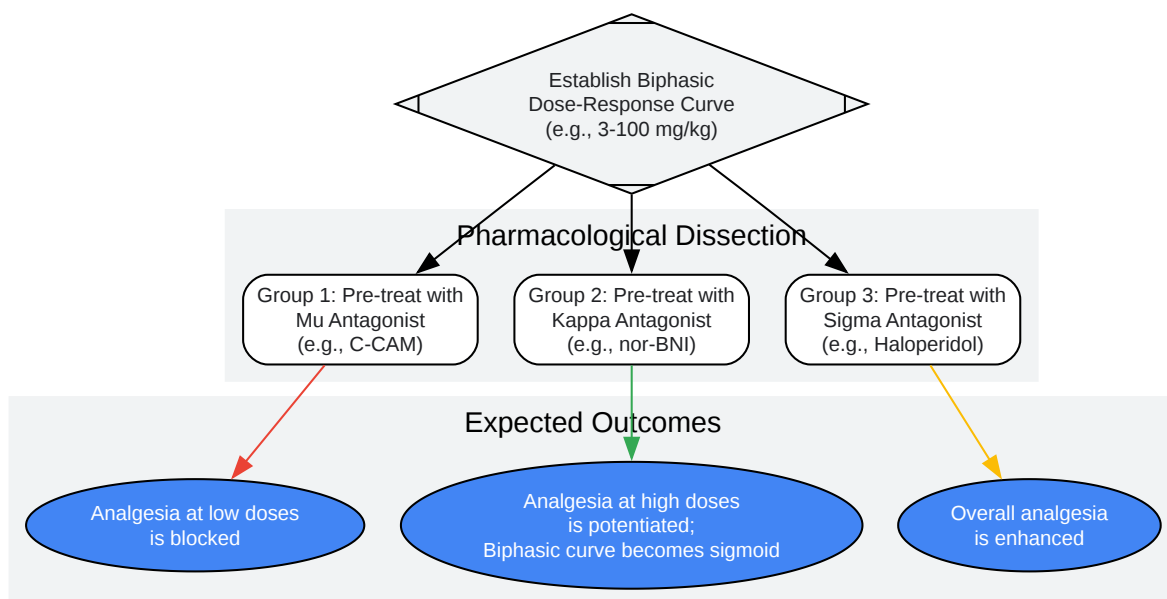 Establish Biphasic
Dose-Response Curve
(e.g., 3-100 mg/kg)
Pharmacological Dissection
Group 1: Pre-treat with
Mu Antagonist
(e.g., C-CAM)
Group 2: Pre-treat with
Kappa Antagonist
(e.g., nor-BNI)
Group 3: Pre-treat with
Sigma Antagonist
(e.g., Haloperidol)
Expected Outcomes
Analgesia at low doses
is blocked
Analgesia at high doses
is potentiated;
Biphasic curve becomes sigmoid
Overall analgesia
is enhanced